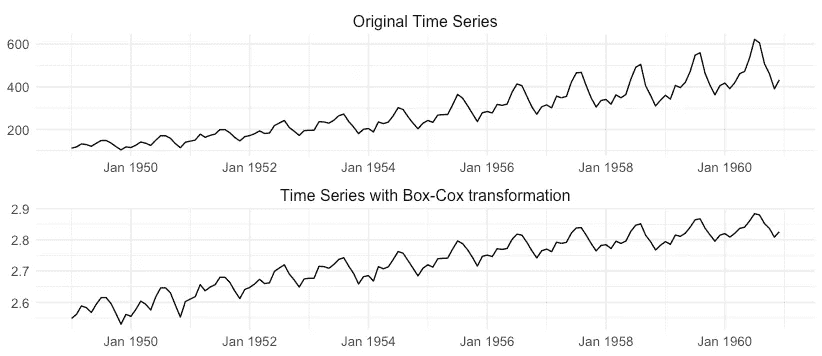 Original Time Series
600
400
200
Jan 1950 Jan 1952 Jan 1954 Jan 1956 Jan 1958 Jan 1960
Time Series with Box-Cox transformation
2.9
2.8
2.7
2.6
Jan 1950 Jan 1952 Jan 1954 Jan 1956 Jan 1958 Jan 1960